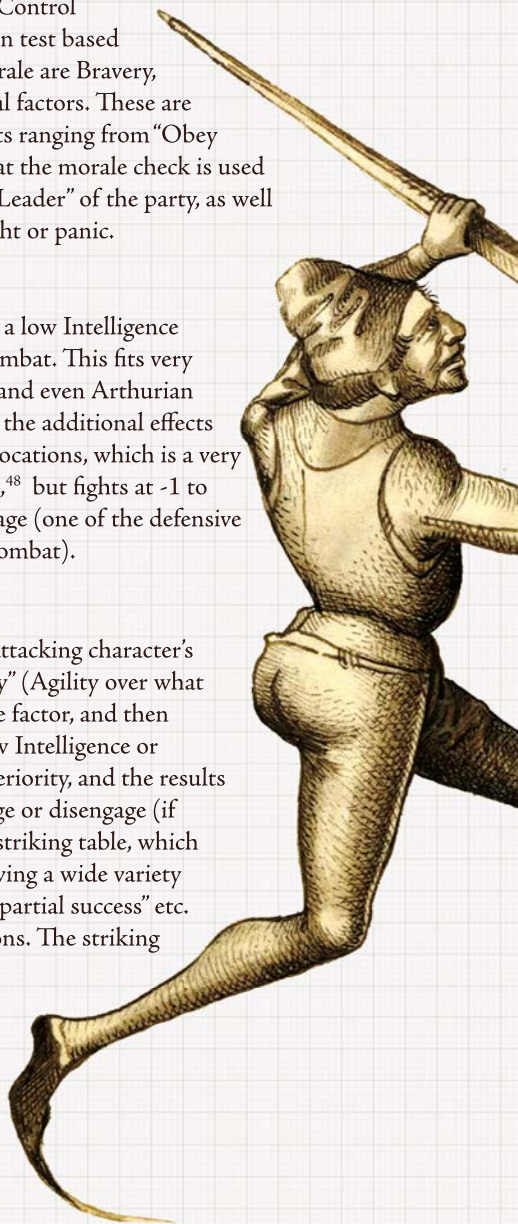 Control
n test based
rale are Bravery,
al factors. These are
ts ranging from “Obey
at the morale check is used
Leader” of the party, as well
ht or panic.
a low Intelligence
mbat. This fits very
and even Arthurian
the additional effects
ocations, which is a very
,48 but fights at -1 to
age (one of the defensive
ombat).
attacking character’s
y” (Agility over what
e factor, and then
w Intelligence or
eriority, and the results
ge or disengage (if
striking table, which
ving a wide variety
partial success” etc.
ons. The striking